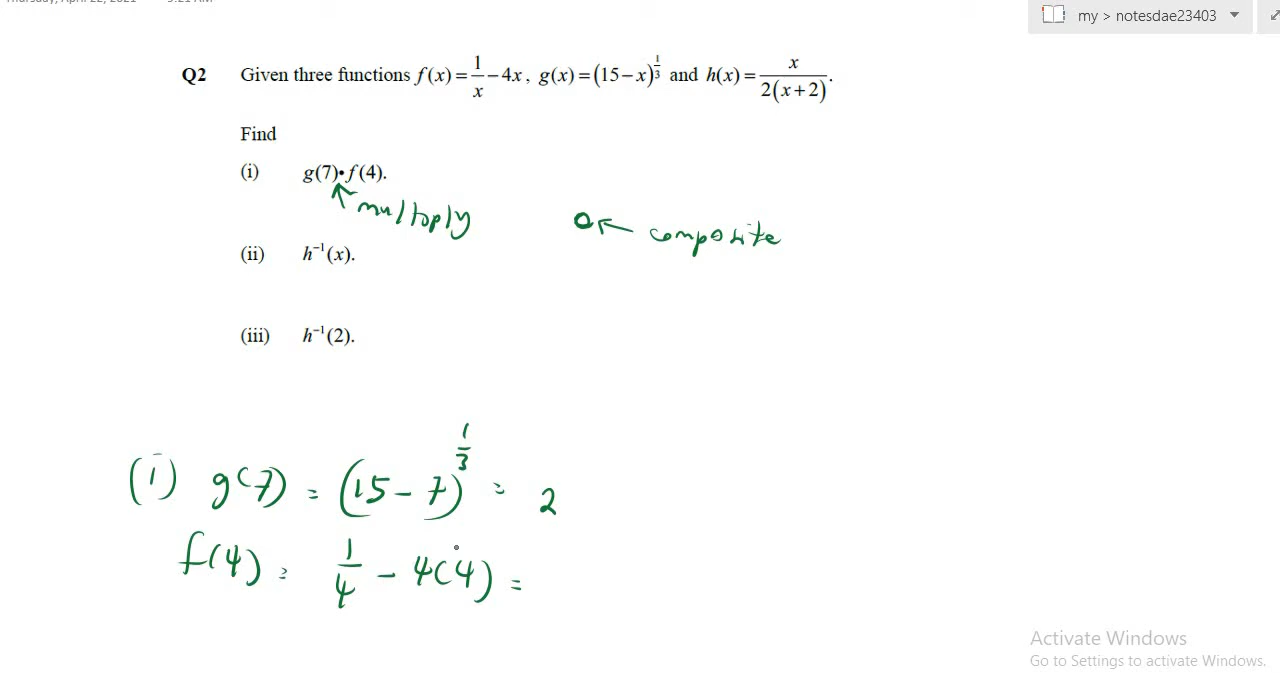 my > notesdae23403
Q2 Given three functions f(x) = 1/x − 4x, g(x) = (15 − x)^(1/3) and h(x) = x/(2(x+2)).
Find
(i) g(7)•f(4).
multoply
composite
(ii) h⁻¹(x).
(iii) h⁻¹(2).
(i) g(7) = (15 − 7)^(1/3) = 2
f(4) = 1/4 − 4(4) =
Activate Windows
Go to Settings to activate Windows.